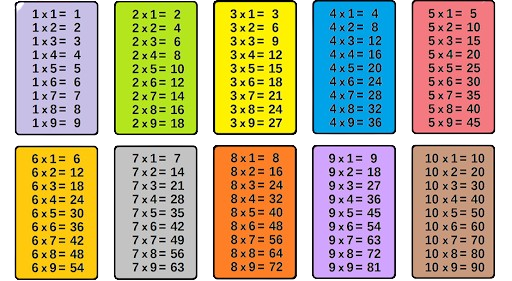 1 x 1 = 1
1 x 2 = 2
1 x 3 = 3
1 x 4 = 4
1 x 5 = 5
1 x 6 = 6
1 x 7 = 7
1 x 8 = 8
1 x 9 = 9
2 x 1 = 2
2 x 2 = 4
2 x 3 = 6
2 x 4 = 8
2 x 5 = 10
2 x 6 = 12
2 x 7 = 14
2 x 8 = 16
2 x 9 = 18
3 x 1 = 3
3 x 2 = 6
3 x 3 = 9
3 x 4 = 12
3 x 5 = 15
3 x 6 = 18
3 x 7 = 21
3 x 8 = 24
3 x 9 = 27
4 x 1 = 4
4 x 2 = 8
4 x 3 = 12
4 x 4 = 16
4 x 5 = 20
4 x 6 = 24
4 x 7 = 28
4 x 8 = 32
4 x 9 = 36
5 x 1 = 5
5 x 2 = 10
5 x 3 = 15
5 x 4 = 20
5 x 5 = 25
5 x 6 = 30
5 x 7 = 35
5 x 8 = 40
5 x 9 = 45
6 x 1 = 6
6 x 2 = 12
6 x 3 = 18
6 x 4 = 24
6 x 5 = 30
6 x 6 = 36
6 x 7 = 42
6 x 8 = 48
6 x 9 = 54
7 x 1 = 7
7 x 2 = 14
7 x 3 = 21
7 x 4 = 28
7 x 5 = 35
7 x 6 = 42
7 x 7 = 49
7 x 8 = 56
7 x 9 = 63
8 x 1 = 8
8 x 2 = 16
8 x 3 = 24
8 x 4 = 32
8 x 5 = 40
8 x 6 = 48
8 x 7 = 56
8 x 8 = 64
8 x 9 = 72
9 x 1 = 9
9 x 2 = 18
9 x 3 = 27
9 x 4 = 36
9 x 5 = 45
9 x 6 = 54
9 x 7 = 63
9 x 8 = 72
9 x 9 = 81
10 x 1 = 10
10 x 2 = 20
10 x 3 = 30
10 x 4 = 40
10 x 5 = 50
10 x 6 = 60
10 x 7 = 70
10 x 8 = 80
10 x 9 = 90